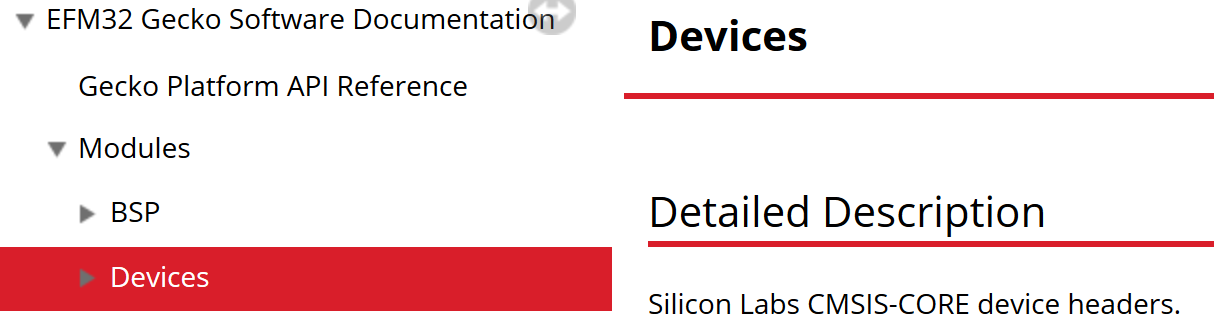 EFM32 Gecko Software Documentation
Gecko Platform API Reference
Modules
BSP
Devices
Devices
Detailed Description
Silicon Labs CMSIS-CORE device headers.